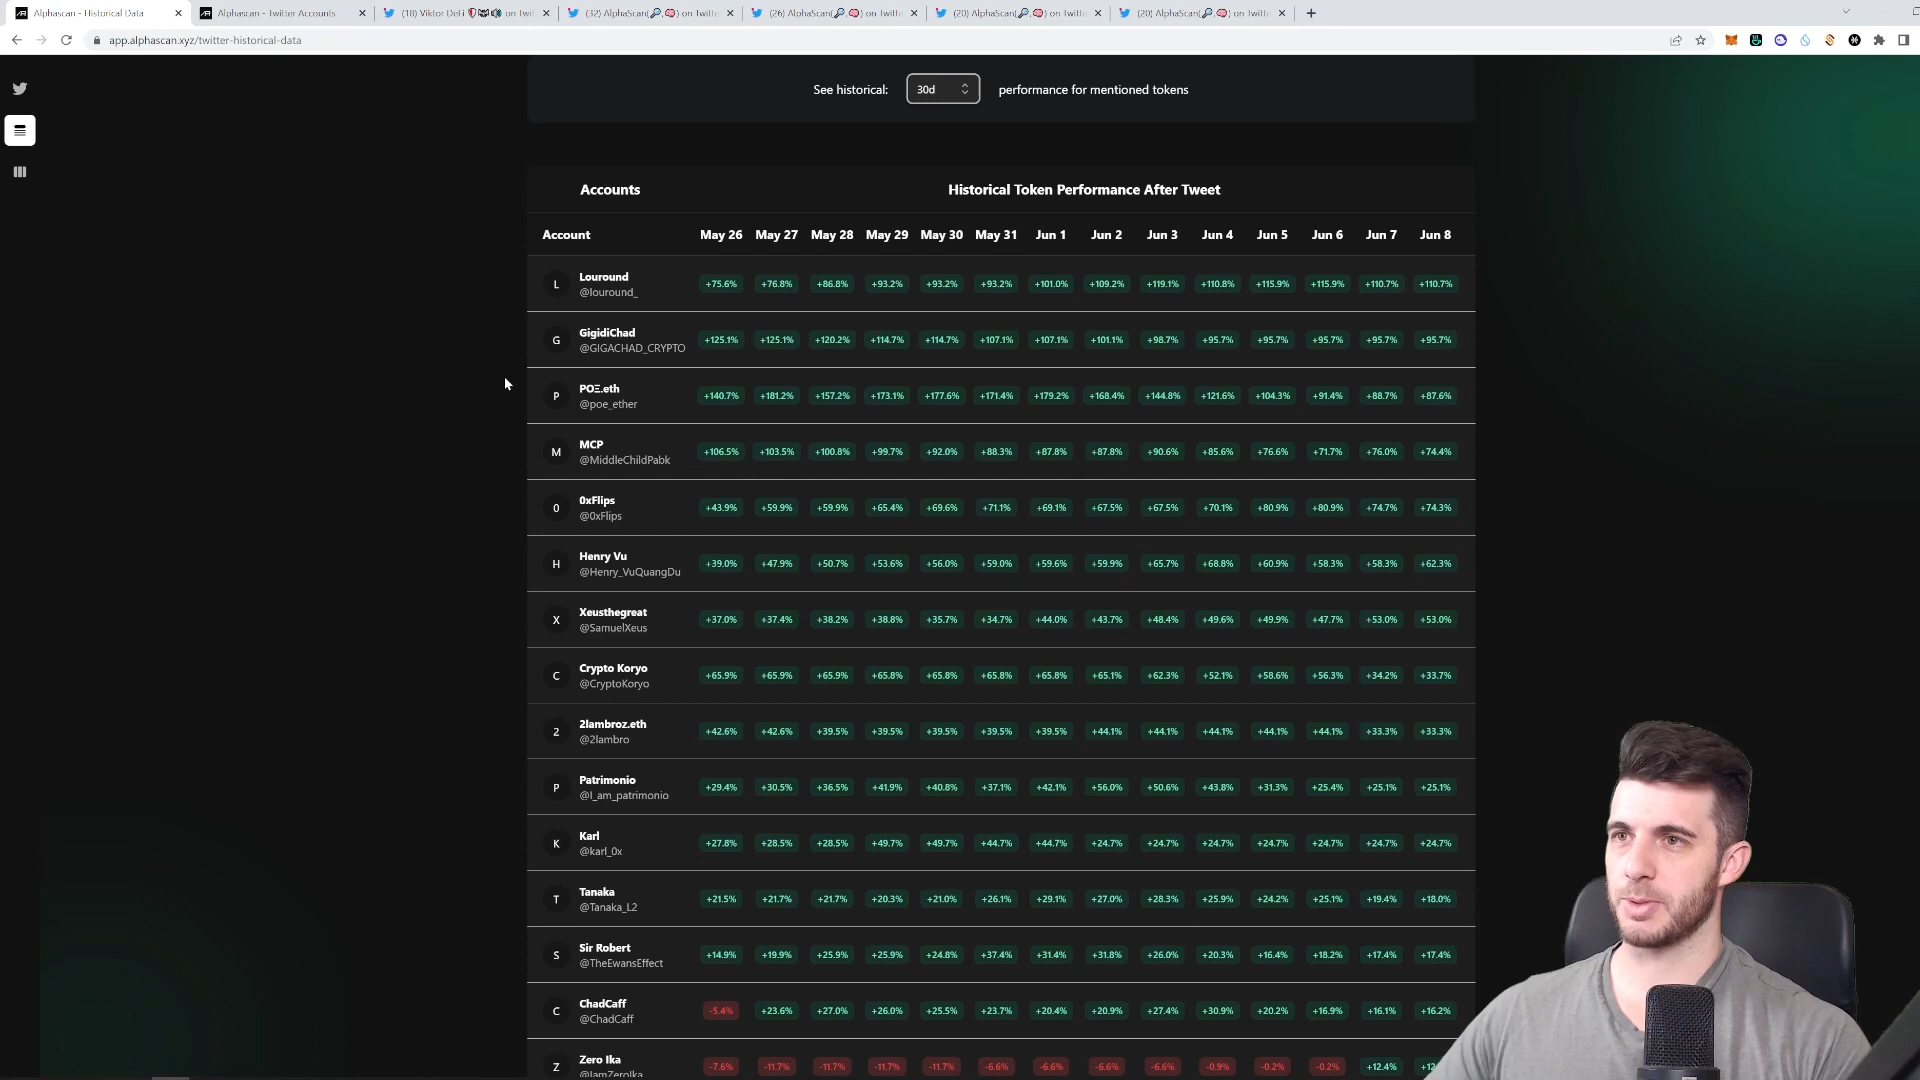 Alphascan - Historical Data
Alphascan - Twitter Accounts
(18) Viktor DeFi on Twit
(32) AlphaScan( , ) on Twitte
(26) AlphaScan( , ) on Twitte
(20) AlphaScan( , ) on Twitte
(20) AlphaScan( , ) on Twitte
app.alphascan.xyz/twitter-historical-data
See historical: 30d performance for mentioned tokens
Accounts Historical Token Performance After Tweet
Account May 26 May 27 May 28 May 29 May 30 May 31 Jun 1 Jun 2 Jun 3 Jun 4 Jun 5 Jun 6 Jun 7 Jun 8
L Louround
@louround_
+75.6% +76.8% +86.8% +93.2% +93.2% +93.2% +101.0% +109.2% +119.1% +110.8% +115.9% +115.9% +110.7% +110.7%
G GigidiChad
@GIGACHAD_CRYPTO
+125.1% +125.1% +120.2% +114.7% +114.7% +107.1% +107.1% +101.1% +98.7% +95.7% +95.7% +95.7% +95.7% +95.7%
P POΞ.eth
@poe_ether
+140.7% +181.2% +157.2% +173.1% +177.6% +171.4% +179.2% +168.4% +144.8% +121.6% +104.3% +91.4% +88.7% +87.6%
M MCP
@MiddleChildPabk
+106.5% +103.5% +100.8% +99.7% +92.0% +88.3% +87.8% +87.8% +90.6% +85.6% +76.6% +71.7% +76.0% +74.4%
0 0xFlips
@0xFlips
+43.9% +59.9% +59.9% +65.4% +69.6% +71.1% +69.1% +67.5% +67.5% +70.1% +80.9% +80.9% +74.7% +74.3%
H Henry Vu
@Henry_VuQuangDu
+39.0% +47.9% +50.7% +53.6% +56.0% +59.0% +59.6% +59.9% +65.7% +68.8% +60.9% +58.3% +58.3% +62.3%
X Xeusthegreat
@SamuelXeus
+37.0% +37.4% +38.2% +38.8% +35.7% +34.7% +44.0% +43.7% +48.4% +49.6% +49.9% +47.7% +53.0% +53.0%
C Crypto Koryo
@CryptoKoryo
+65.9% +65.9% +65.9% +65.8% +65.8% +65.8% +65.8% +65.1% +62.3% +52.1% +58.6% +56.3% +34.2% +33.7%
2 2lambroz.eth
@2lambro
+42.6% +42.6% +39.5% +39.5% +39.5% +39.5% +39.5% +44.1% +44.1% +44.1% +44.1% +44.1% +33.3% +33.3%
P Patrimonio
@I_am_patrimonio
+29.4% +30.5% +36.5% +41.9% +40.8% +37.1% +42.1% +56.0% +50.6% +43.8% +31.3% +25.4% +25.1% +25.1%
K Karl
@karl_0x
+27.8% +28.5% +28.5% +49.7% +49.7% +44.7% +44.7% +24.7% +24.7% +24.7% +24.7% +24.7% +24.7% +24.7%
T Tanaka
@Tanaka_L2
+21.5% +21.7% +21.7% +20.3% +21.0% +26.1% +29.1% +27.0% +28.3% +25.9% +24.2% +25.1% +19.4% +18.0%
S Sir Robert
@TheEwansEffect
+14.9% +19.9% +25.9% +25.9% +24.8% +37.4% +31.4% +31.8% +26.0% +20.3% +16.4% +18.2% +17.4% +17.4%
C ChadCaff
@ChadCaff
-5.4% +23.6% +27.0% +26.0% +25.5% +23.7% +20.4% +20.9% +27.4% +30.9% +20.2% +16.9% +16.1% +16.2%
Z Zero Ika
@IamZeroIka
-7.6% -11.7% -11.7% -11.7% -11.7% -6.6% -6.6% -6.6% -6.6% -0.9% -0.2% -0.2% +12.4%